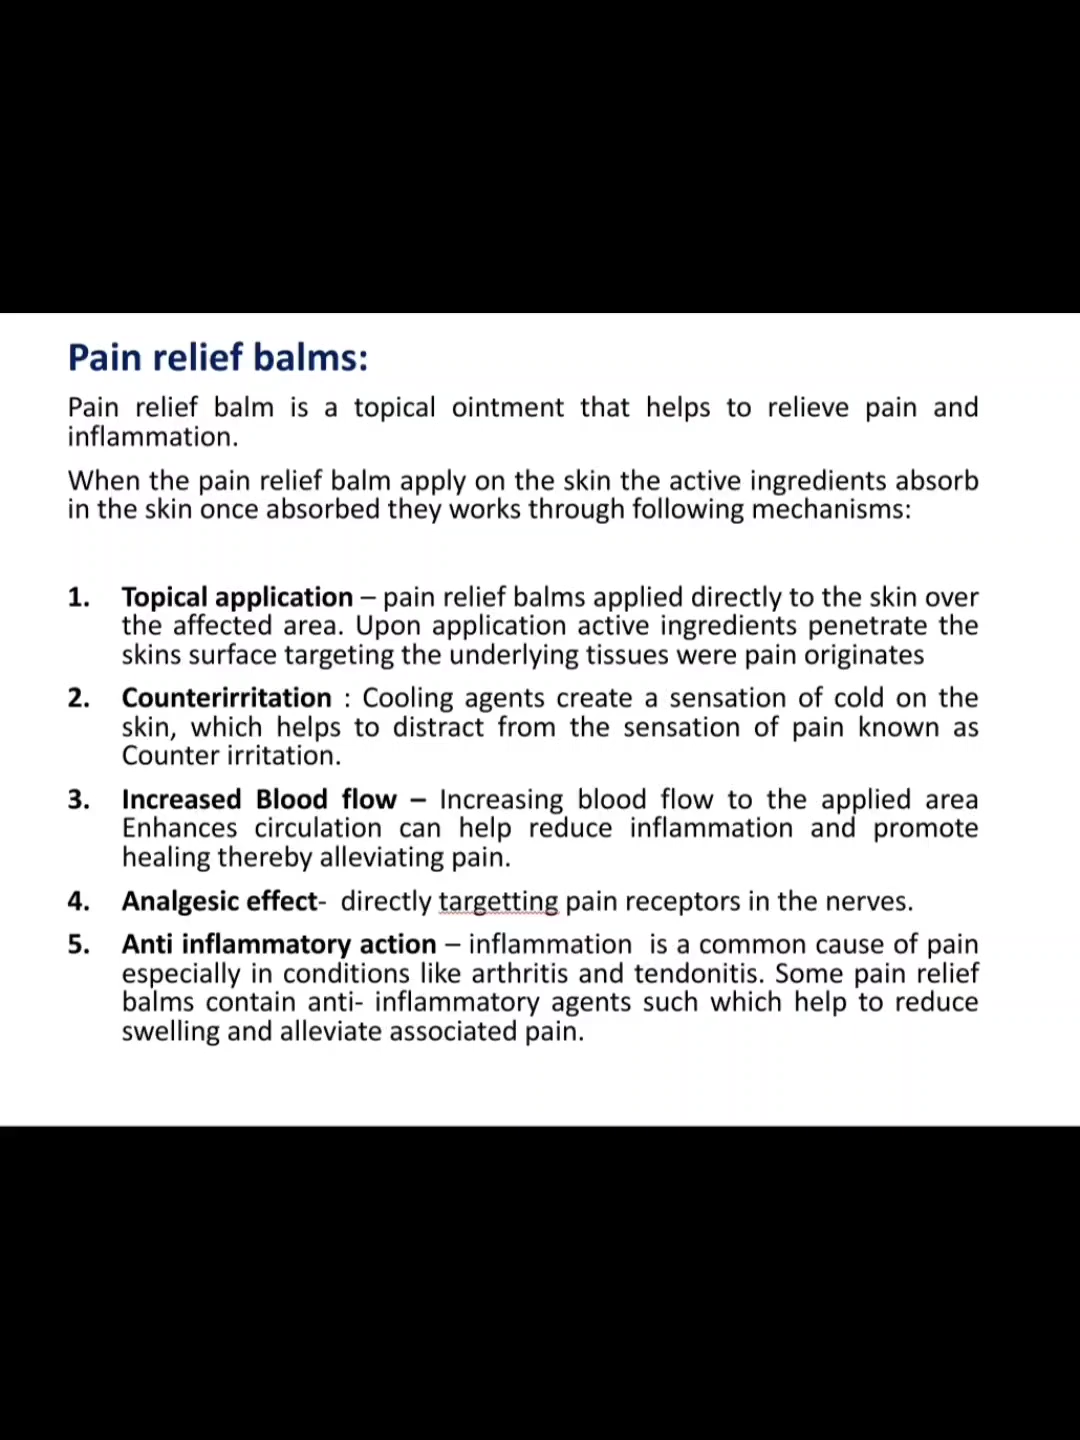 Pain relief balms:
Pain relief balm is a topical ointment that helps to relieve pain and
inflammation.
When the pain relief balm apply on the skin the active ingredients absorb
in the skin once absorbed they works through following mechanisms:
1. Topical application – pain relief balms applied directly to the skin over
the affected area. Upon application active ingredients penetrate the
skins surface targeting the underlying tissues were pain originates
2. Counterirritation : Cooling agents create a sensation of cold on the
skin, which helps to distract from the sensation of pain known as
Counter irritation.
3. Increased Blood flow – Increasing blood flow to the applied area
Enhances circulation can help reduce inflammation and promote
healing thereby alleviating pain.
4. Analgesic effect- directly targetting pain receptors in the nerves.
5. Anti inflammatory action – inflammation is a common cause of pain
especially in conditions like arthritis and tendonitis. Some pain relief
balms contain anti- inflammatory agents such which help to reduce
swelling and alleviate associated pain.